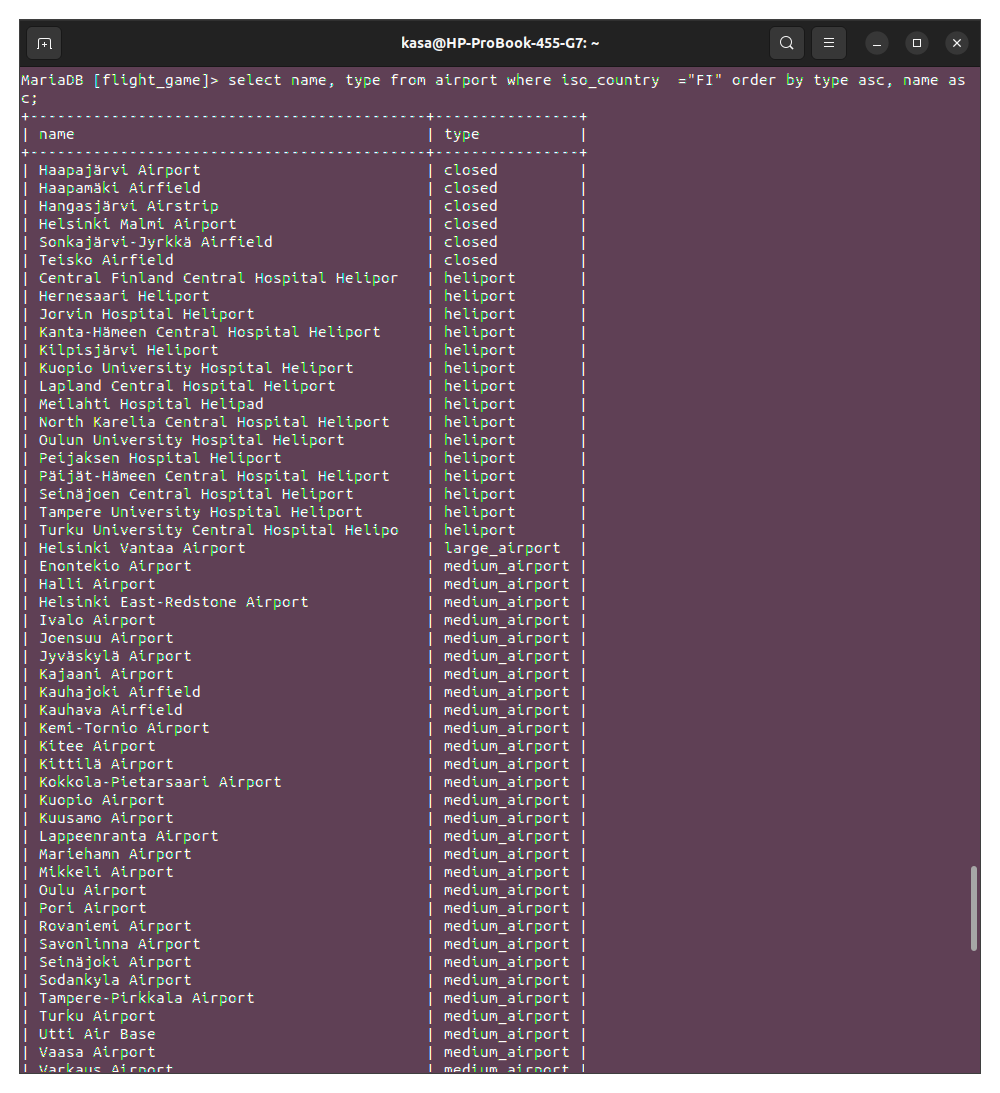 kasa@HP-ProBook-455-G7: ~
MariaDB [flight_game]> select name, type from airport where iso_country  ="FI" order by type asc, name as
c;
+--------------------------------------------+----------------+
| name                                       | type           |
+--------------------------------------------+----------------+
| Haapajärvi Airport                         | closed         |
| Haapamäki Airfield                         | closed         |
| Hangasjärvi Airstrip                       | closed         |
| Helsinki Malmi Airport                     | closed         |
| Sonkajärvi-Jyrkkä Airfield                 | closed         |
| Teisko Airfield                            | closed         |
| Central Finland Central Hospital Helipor   | heliport       |
| Hernesaari Heliport                        | heliport       |
| Jorvin Hospital Heliport                   | heliport       |
| Kanta-Hämeen Central Hospital Heliport     | heliport       |
| Kilpisjärvi Heliport                       | heliport       |
| Kuopio University Hospital Heliport        | heliport       |
| Lapland Central Hospital Heliport          | heliport       |
| Meilahti Hospital Helipad                  | heliport       |
| North Karelia Central Hospital Heliport    | heliport       |
| Oulun University Hospital Heliport         | heliport       |
| Peijaksen Hospital Heliport                | heliport       |
| Päijät-Hämeen Central Hospital Heliport    | heliport       |
| Seinäjoen Central Hospital Heliport        | heliport       |
| Tampere University Hospital Heliport       | heliport       |
| Turku University Central Hospital Helipo   | heliport       |
| Helsinki Vantaa Airport                    | large_airport  |
| Enontekio Airport                          | medium_airport |
| Halli Airport                              | medium_airport |
| Helsinki East-Redstone Airport             | medium_airport |
| Ivalo Airport                              | medium_airport |
| Joensuu Airport                            | medium_airport |
| Jyväskylä Airport                          | medium_airport |
| Kajaani Airport                            | medium_airport |
| Kauhajoki Airfield                         | medium_airport |
| Kauhava Airfield                           | medium_airport |
| Kemi-Tornio Airport                        | medium_airport |
| Kitee Airport                              | medium_airport |
| Kittilä Airport                            | medium_airport |
| Kokkola-Pietarsaari Airport                | medium_airport |
| Kuopio Airport                             | medium_airport |
| Kuusamo Airport                            | medium_airport |
| Lappeenranta Airport                       | medium_airport |
| Mariehamn Airport                          | medium_airport |
| Mikkeli Airport                            | medium_airport |
| Oulu Airport                               | medium_airport |
| Pori Airport                               | medium_airport |
| Rovaniemi Airport                          | medium_airport |
| Savonlinna Airport                         | medium_airport |
| Seinäjoki Airport                          | medium_airport |
| Sodankyla Airport                          | medium_airport |
| Tampere-Pirkkala Airport                   | medium_airport |
| Turku Airport                              | medium_airport |
| Utti Air Base                              | medium_airport |
| Vaasa Airport                              | medium_airport |
| Varkaus Airport                            | medium_airport |